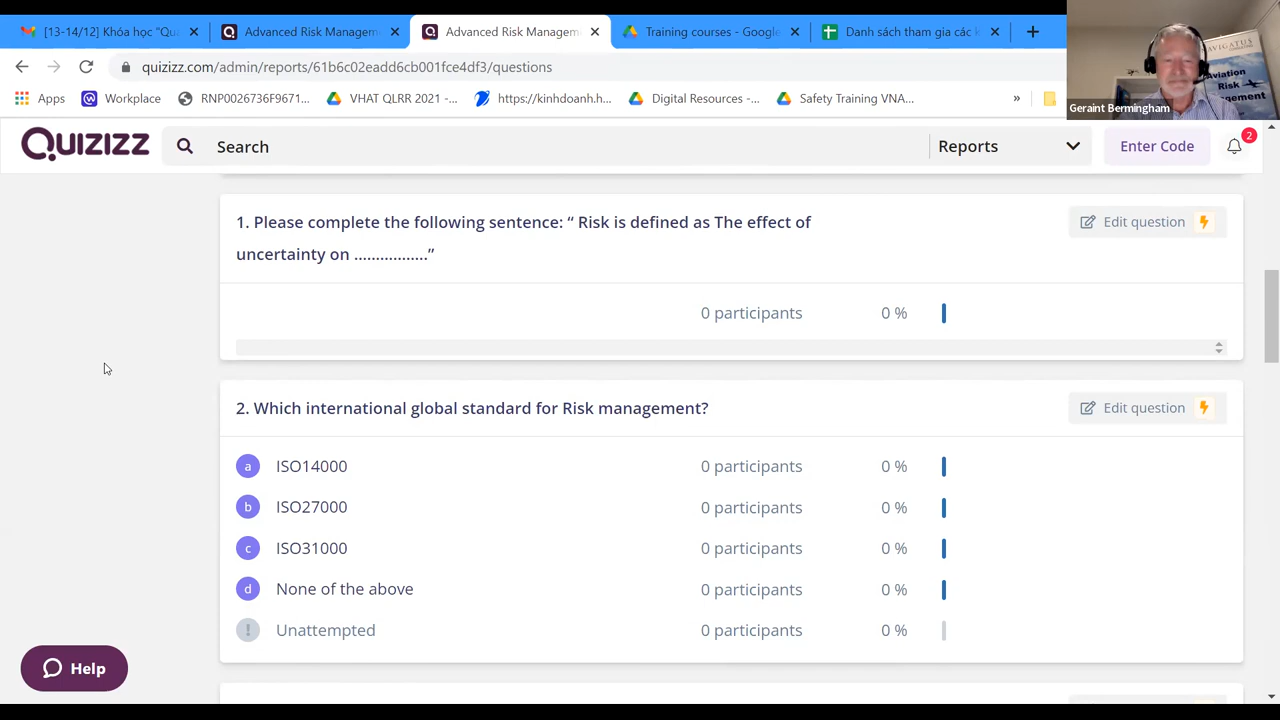 [13-14/12] Khóa học "Qu
Advanced Risk Managem
Advanced Risk Managem
Training courses - Google
Danh sách tham gia các k
quizizz.com/admin/reports/61b6c02eadd6cb001fce4df3/questions
Apps
Workplace
RNP0026736F9671...
VHAT QLRR 2021 -...
https://kinhdoanh.h...
Digital Resources -...
Safety Training VNA...
»
NAVIGATUS
Aviation
Risk
Management
Geraint Bermingham
QUIZIZZ
Search
Reports
Enter Code
2
1. Please complete the following sentence: “ Risk is defined as The effect of
uncertainty on .................”
Edit question
0 participants
0 %
2. Which international global standard for Risk management?
Edit question
a ISO14000 0 participants 0 %
b ISO27000 0 participants 0 %
c ISO31000 0 participants 0 %
d None of the above 0 participants 0 %
! Unattempted 0 participants 0 %
Help